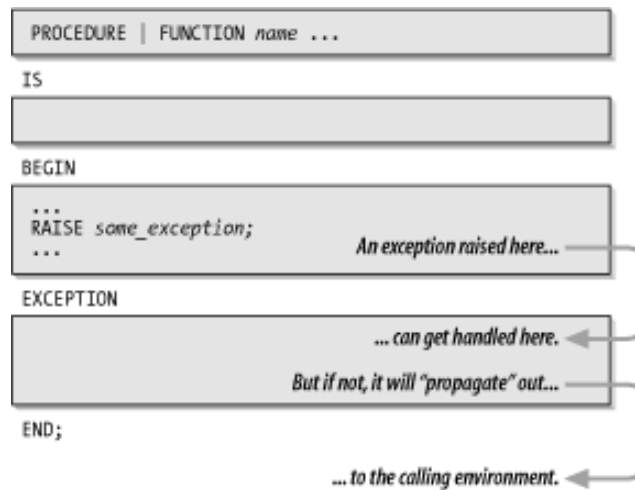 PROCEDURE | FUNCTION name ...
IS
BEGIN
...
RAISE some_exception;
...
An exception raised here...
EXCEPTION
... can get handled here.
But if not, it will “propagate” out...
END;
... to the calling environment.